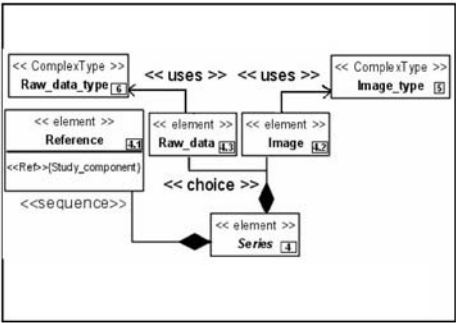 << ComplexType >>
Raw_data_type 6
<< uses >> << uses >>
<< ComplexType >>
Image_type 5
<< element >>
Reference 4.1
<<Ref>>{Study_component}
<< element >>
Raw_data 4.3
<< element >>
Image 4.2
<< choice >>
<<sequence>>
<< element >>
Series 4